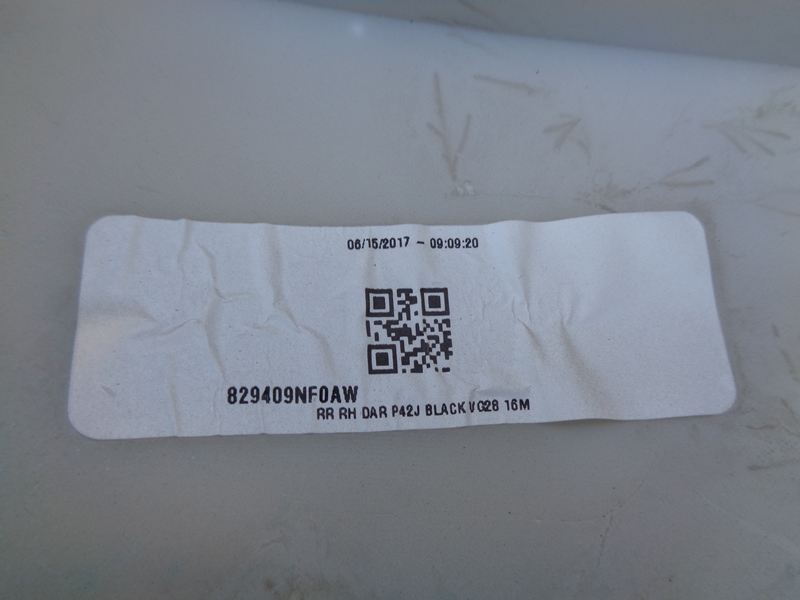 06/15/2017 - 09:09:20
829409NF0AW
RR RH DAR P42J BLACK VG28 16M